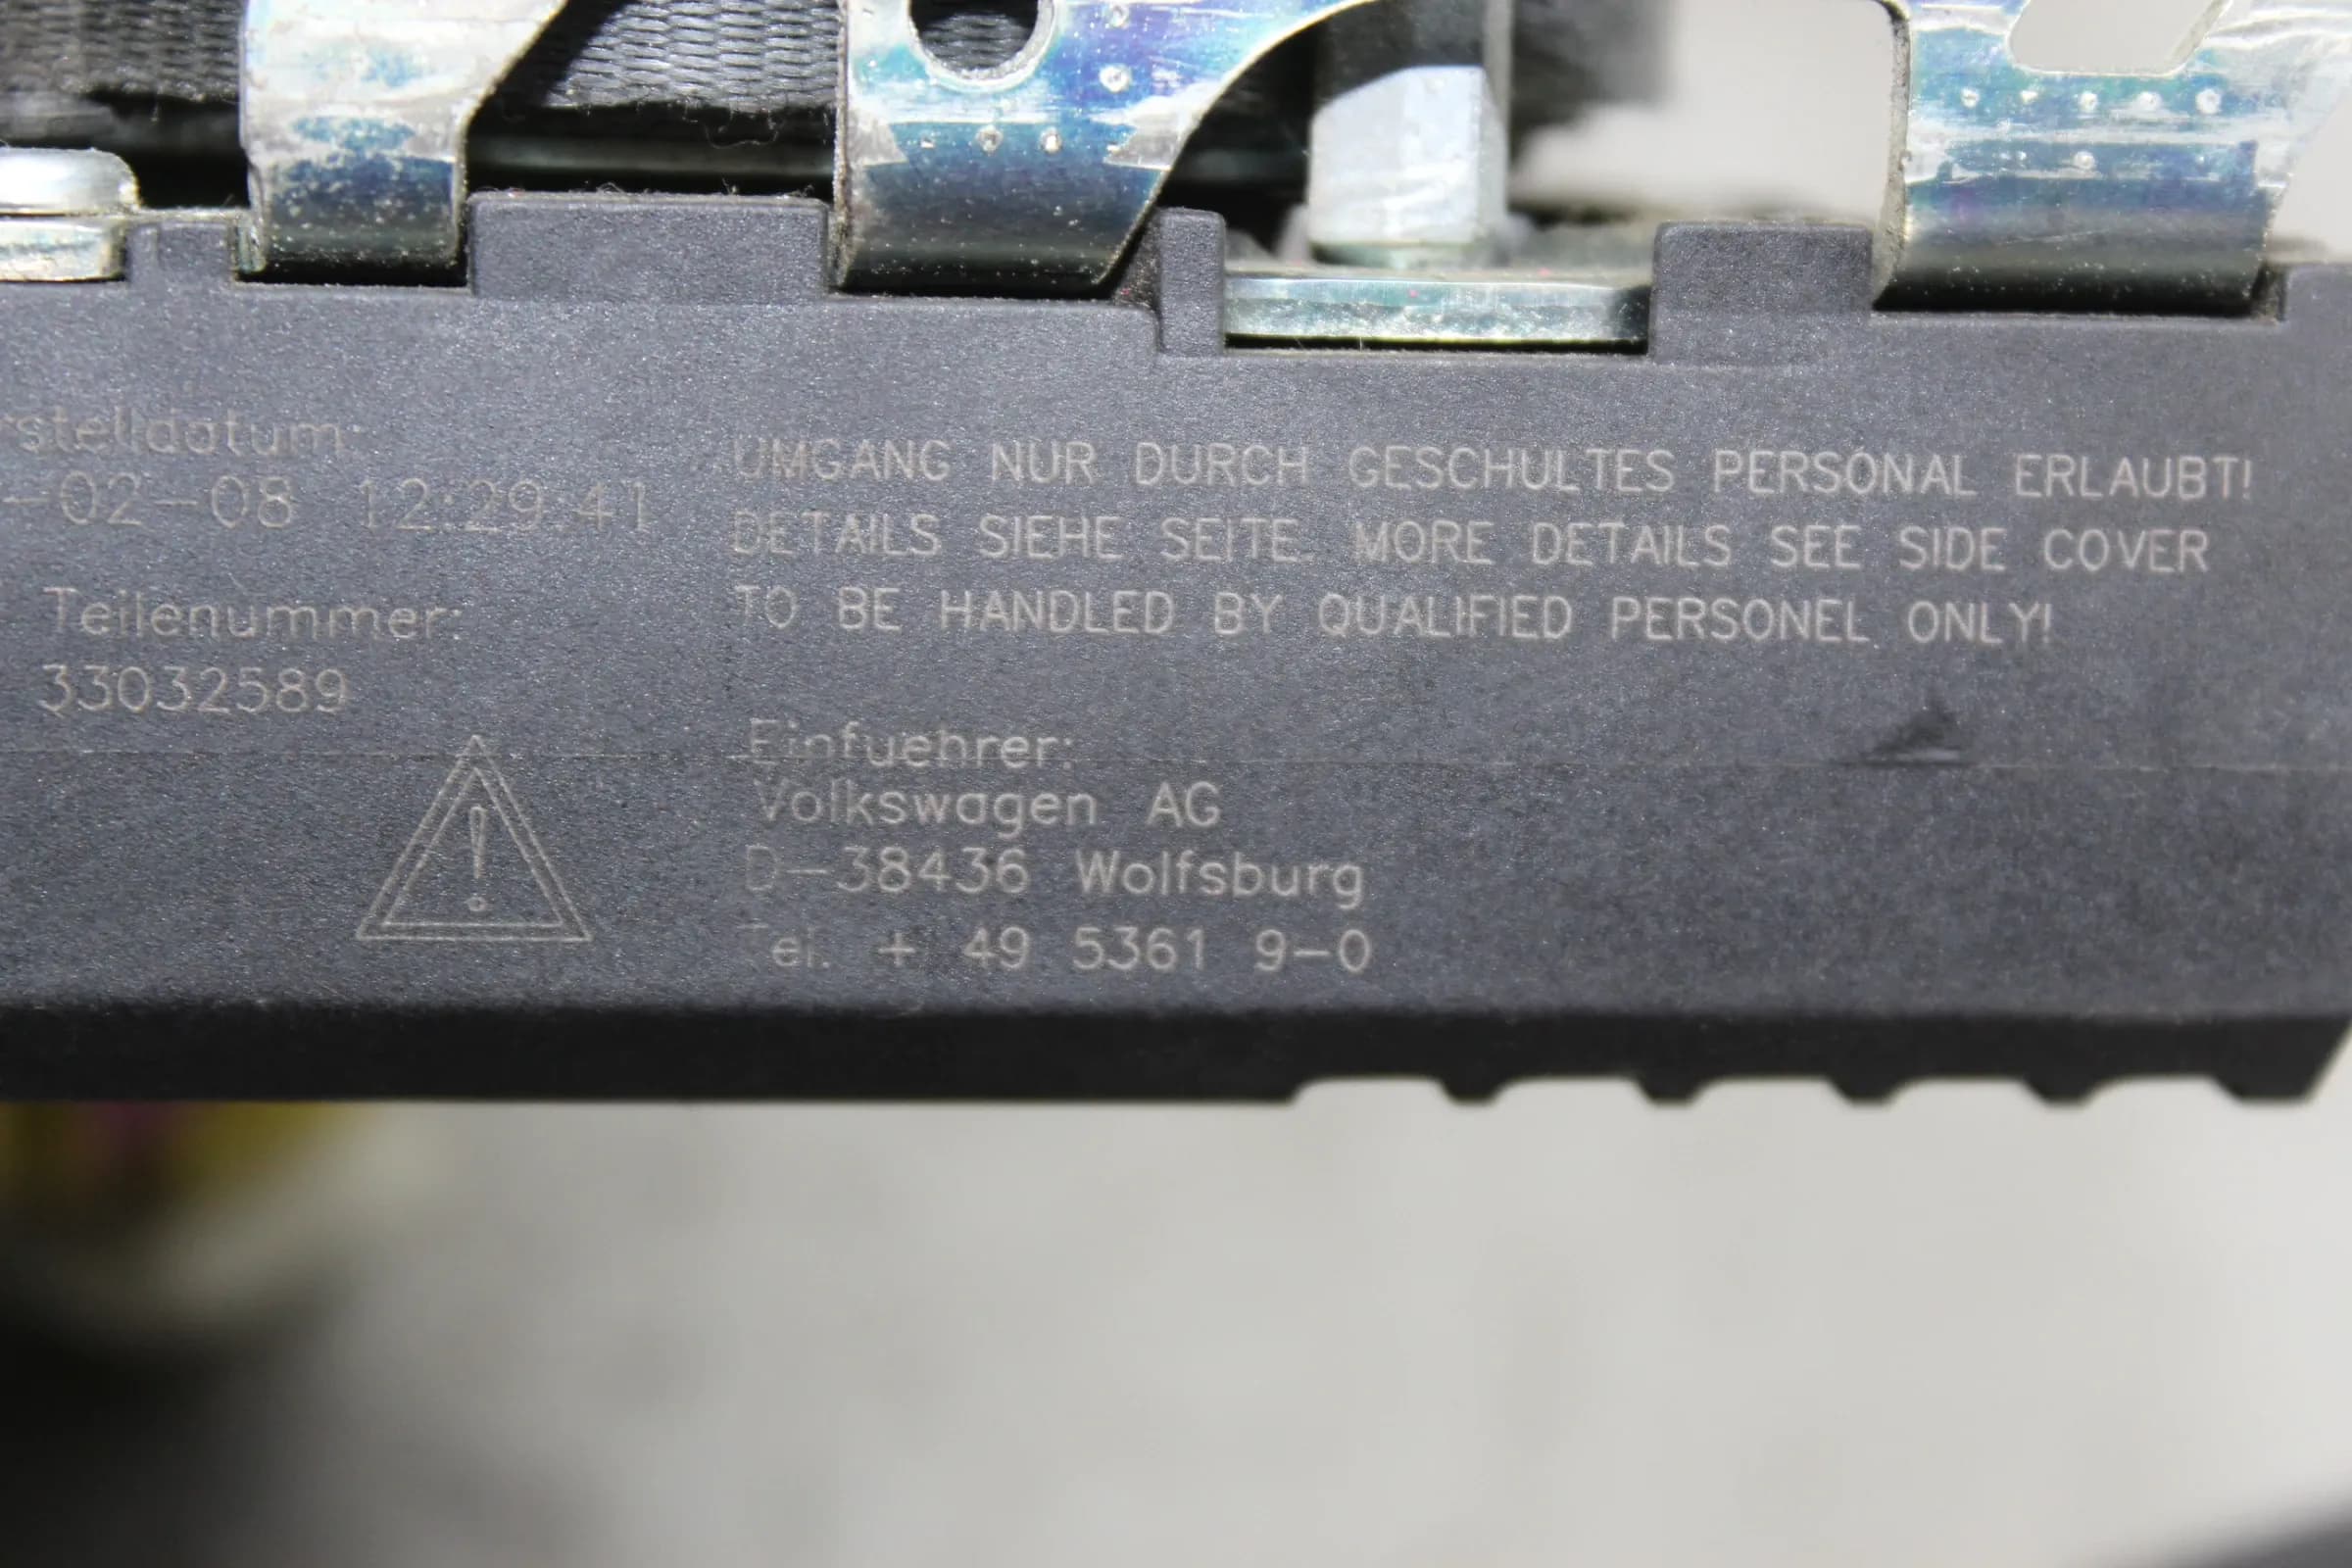 rstelldatum:
-02-08 12:29:41
Teilenummer:
33032589
UMGANG NUR DURCH GESCHULTES PERSONAL ERLAUBT!
DETAILS SIEHE SEITE. MORE DETAILS SEE SIDE COVER
TO BE HANDLED BY QUALIFIED PERSONEL ONLY!
!
Einfuehrer:
Volkswagen AG
D-38436 Wolfsburg
Tel. + 49 5361 9-0